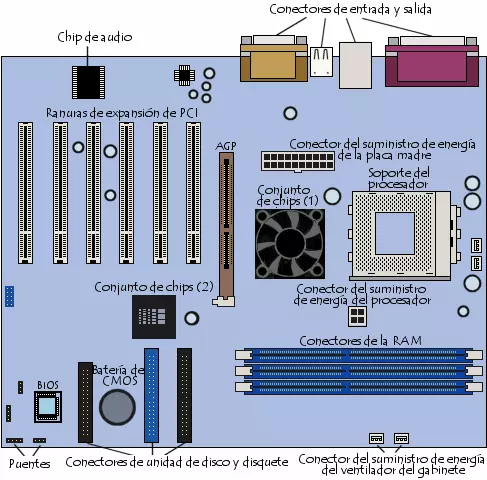 Conectores de entrada y salida
Chip de audio
Ranuras de expansión de PCI
AGP
Conector del suministro de energía
de la placa madre
Soporte del
procesador
Conjunto
de chips (1)
Conjunto de chips (2)
Conector del suministro
de energía del procesador
Conectores de la RAM
Batería de
CMOS
BIOS
Puentes
Conectores de unidad de disco y disquete
Conector del suministro de energía
del ventilador del gabinete